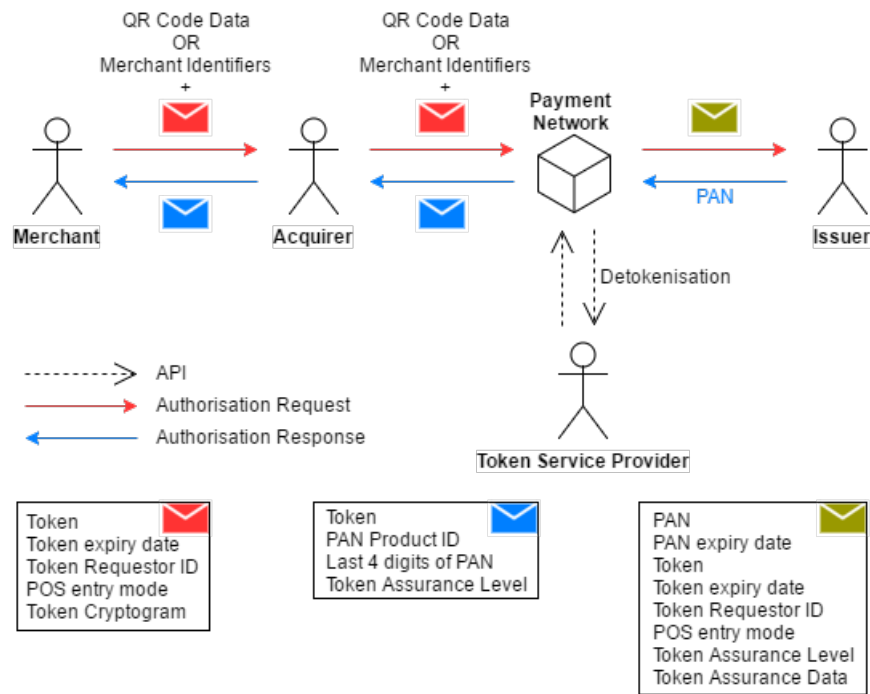 QR Code Data
OR
Merchant Identifiers
+
QR Code Data
OR
Merchant Identifiers
+
Payment
Network
PAN
Merchant
Acquirer
Issuer
Detokenisation
API
Authorisation Request
Authorisation Response
Token Service Provider
Token
Token expiry date
Token Requestor ID
POS entry mode
Token Cryptogram
Token
PAN Product ID
Last 4 digits of PAN
Token Assurance Level
PAN
PAN expiry date
Token
Token expiry date
Token Requestor ID
POS entry mode
Token Assurance Level
Token Assurance Data